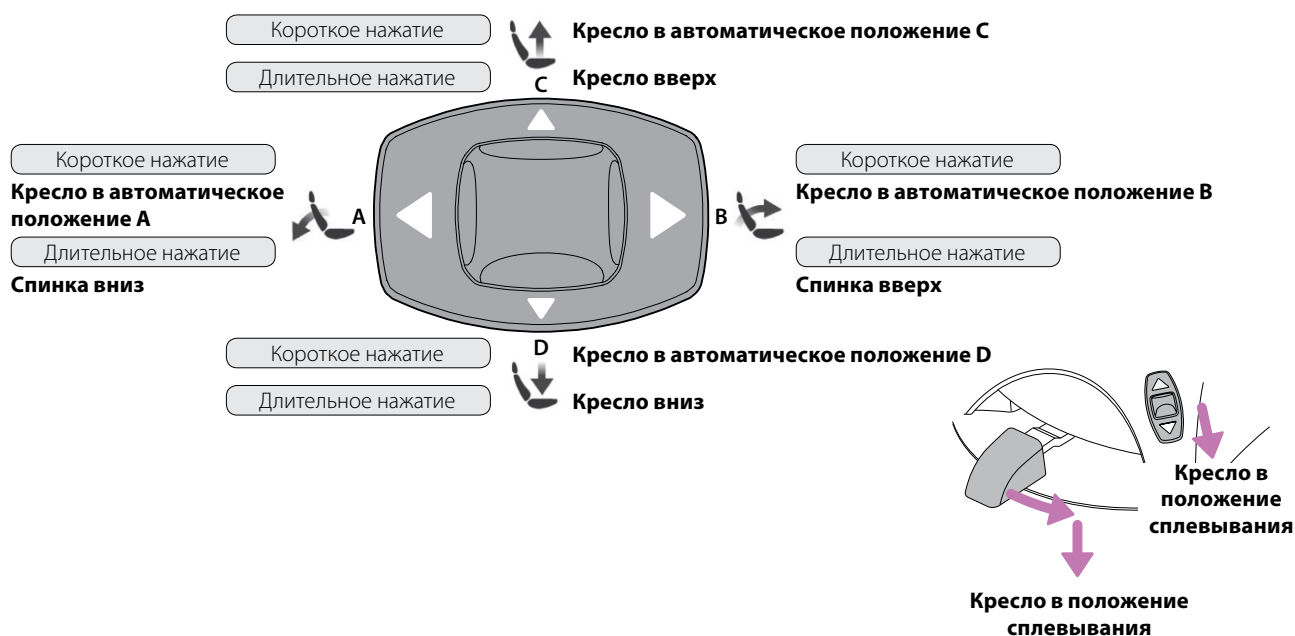 Короткое нажатие
Кресло в автоматическое положение C
Длительное нажатие
Кресло вверх
C
Короткое нажатие
Кресло в автоматическое
положение A
Длительное нажатие
Спинка вниз
A
B
Короткое нажатие
Кресло в автоматическое положение B
Длительное нажатие
Спинка вверх
D
Короткое нажатие
Кресло в автоматическое положение D
Длительное нажатие
Кресло вниз
Кресло в
положение
сплевывания
Кресло в положение
сплевывания